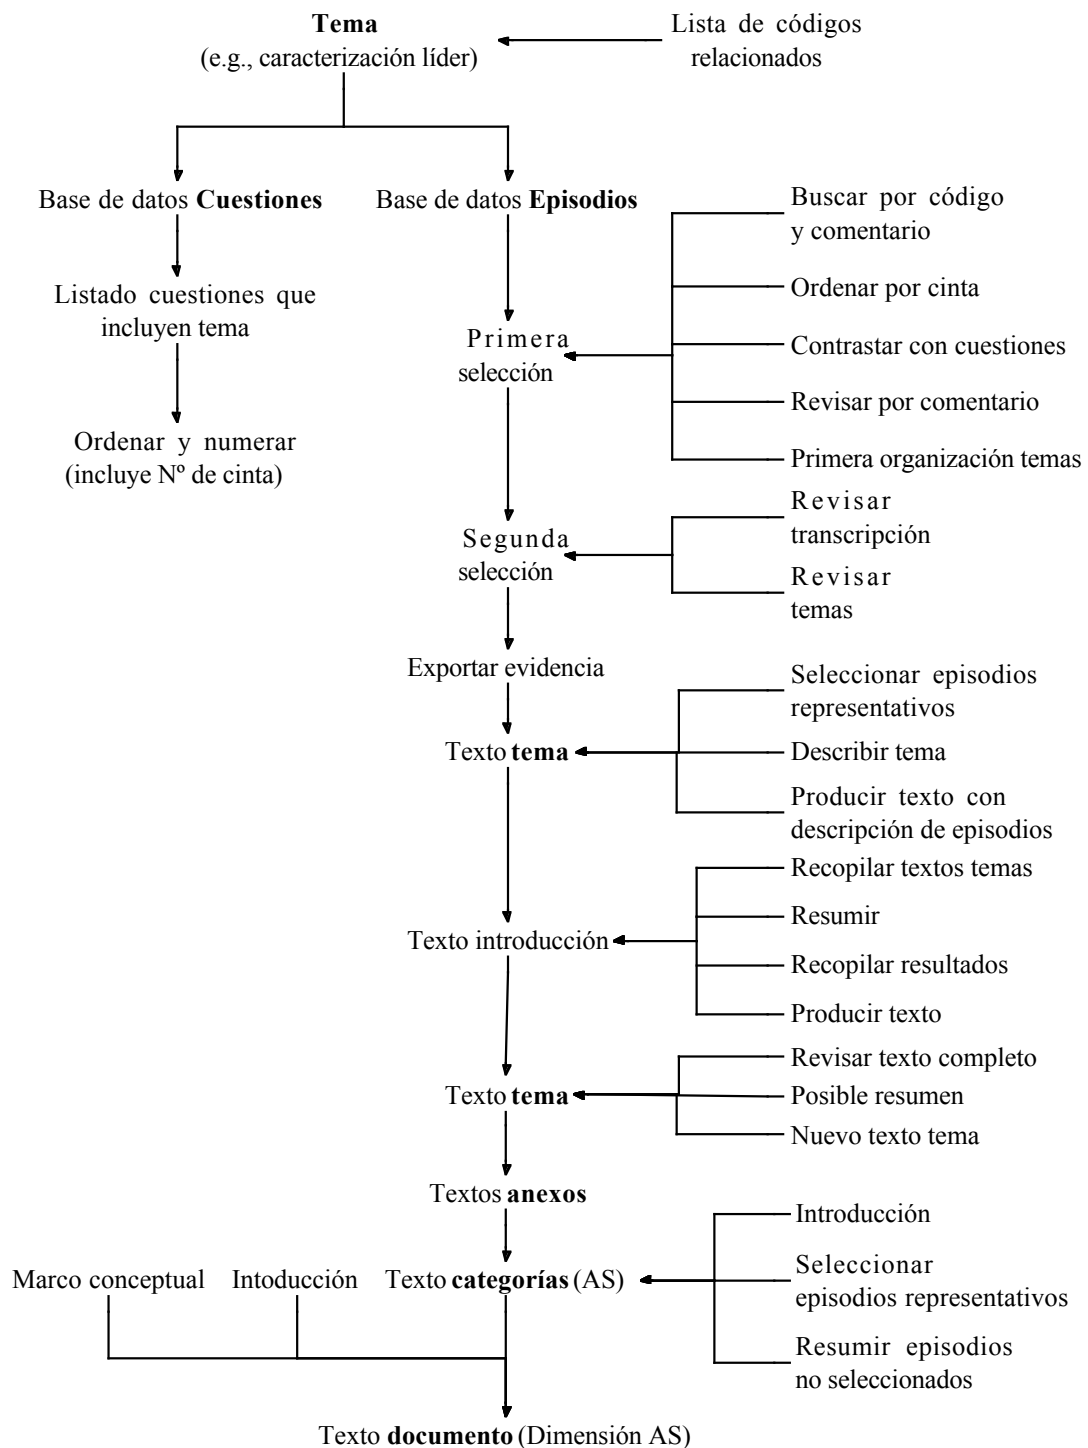 Tema
(e.g., caracterización líder)
Lista de códigos
relacionados
Base de datos Cuestiones
Base de datos Episodios
Listado cuestiones que
incluyen tema
Ordenar y numerar
(incluye Nº de cinta)
Primera
selección
Buscar por código
y comentario
Ordenar por cinta
Contrastar con cuestiones
Revisar por comentario
Primera organización temas
Segunda
selección
Revisar
transcripción
Revisar
temas
Exportar evidencia
Texto tema
Seleccionar episodios
representativos
Describir tema
Producir texto con
descripción de episodios
Texto introducción
Recopilar textos temas
Resumir
Recopilar resultados
Producir texto
Texto tema
Revisar texto completo
Posible resumen
Nuevo texto tema
Textos anexos
Marco conceptual
Intoducción
Texto categorías (AS)
Introducción
Seleccionar
episodios representativos
Resumir episodios
no seleccionados
Texto documento (Dimensión AS)